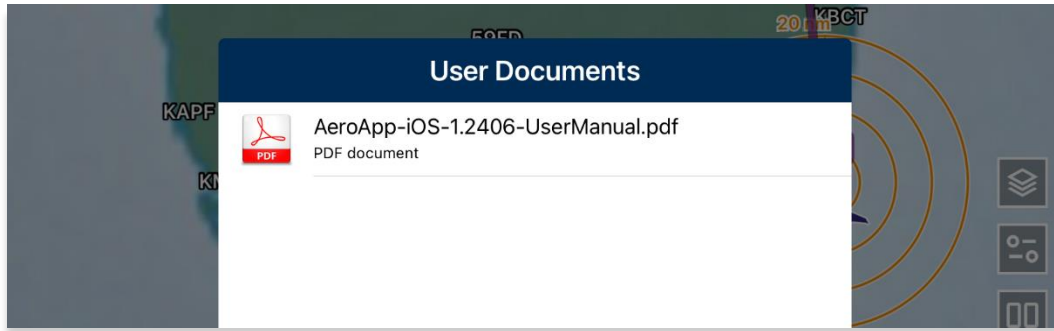 20 nm
KBCT
User Documents
KAPF
AeroApp-iOS-1.2406-UserManual.pdf
PDF
PDF document